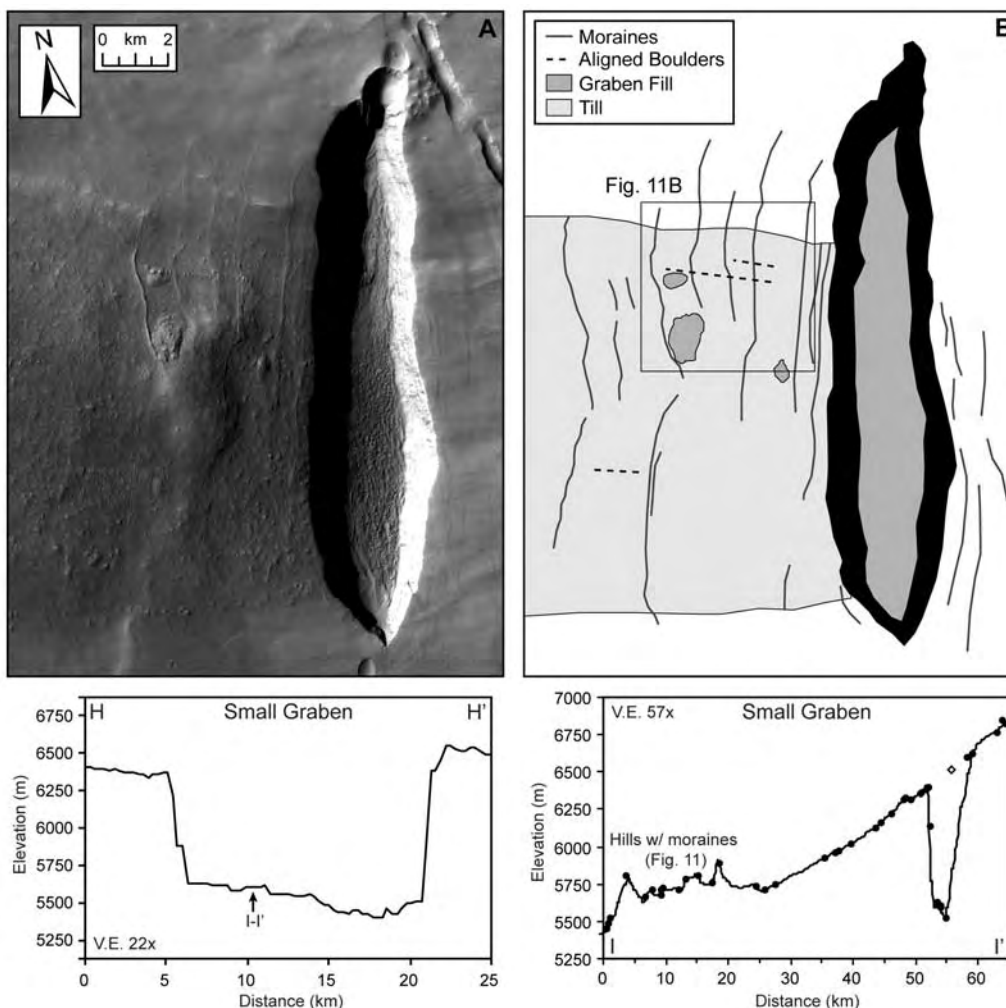 N
0 km 2
A
B
Moraines
Aligned Boulders
Graben Fill
Till
Fig. 11B
H Small Graben H'
6750
6500
6250
6000
5750
5500
5250
Elevation (m)
I-I'
V.E. 22x
0 5 10 15 20 25
Distance (km)
7000
6750
6500
6250
6000
5750
5500
5250
Elevation (m)
V.E. 57x Small Graben
Hills w/ moraines
(Fig. 11)
I I'
0 10 20 30 40 50 60
Distance (km)